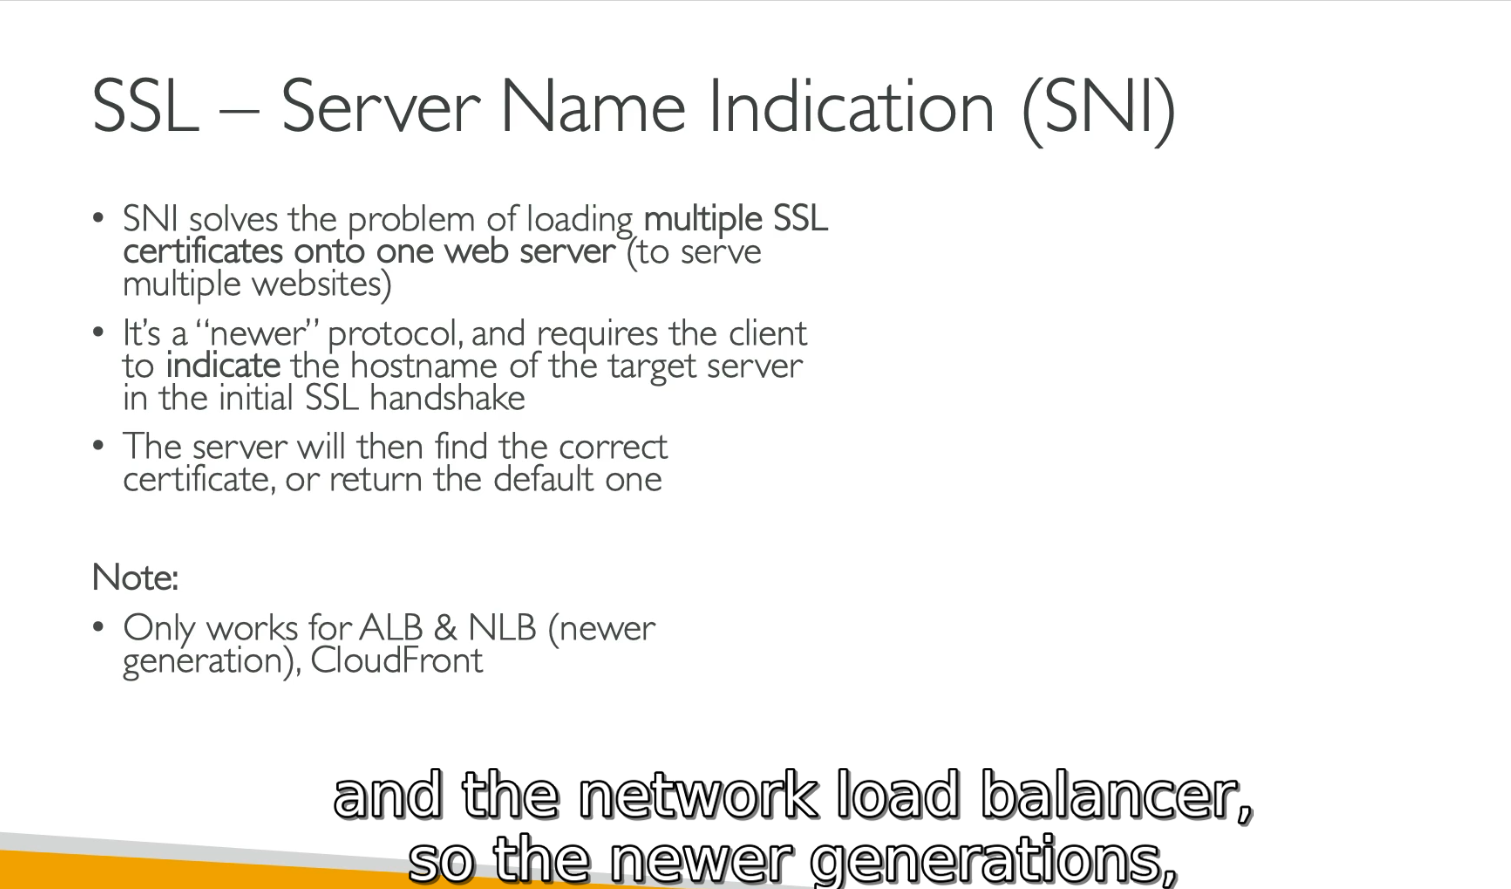 SSL – Server Name Indication (SNI)
• SNI solves the problem of loading multiple SSL
certificates onto one web server (to serve
multiple websites)
• It’s a “newer” protocol, and requires the client
to indicate the hostname of the target server
in the initial SSL handshake
• The server will then find the correct
certificate, or return the default one
Note:
• Only works for ALB & NLB (newer
generation), CloudFront
and the network load balancer,
so the newer generations,